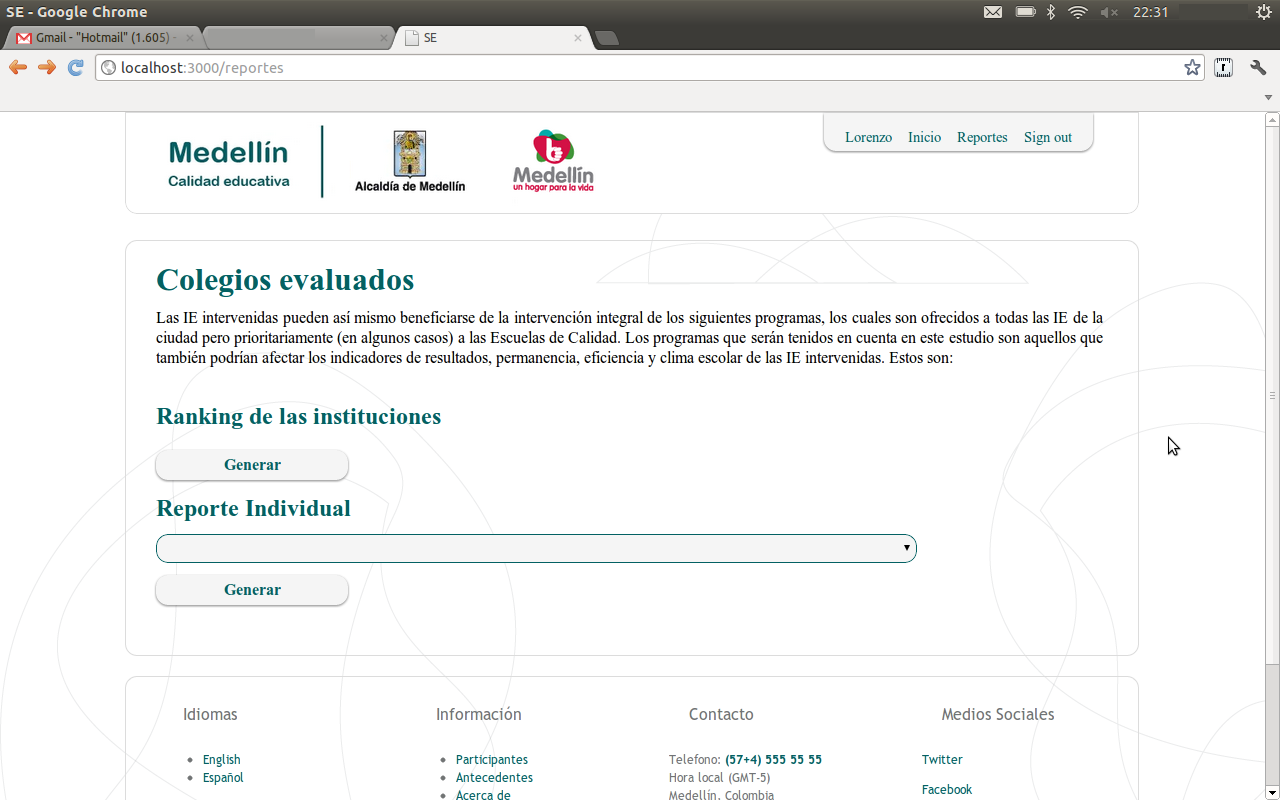 SE - Google Chrome
22:31
Gmail - "Hotmail" (1.605) -
SE
localhost:3000/reportes
Medellín
Calidad educativa
Alcaldía de Medellín
Medellín
un hogar para la vida
Lorenzo Inicio Reportes Sign out
Colegios evaluados
Las IE intervenidas pueden así mismo beneficiarse de la intervención integral de los siguientes programas, los cuales son ofrecidos a todas las IE de la
ciudad pero prioritariamente (en algunos casos) a las Escuelas de Calidad. Los programas que serán tenidos en cuenta en este estudio son aquellos que
también podrían afectar los indicadores de resultados, permanencia, eficiencia y clima escolar de las IE intervenidas. Estos son:
Ranking de las instituciones
Generar
Reporte Individual
Generar
Idiomas
English
Español
Información
Participantes
Antecedentes
Acerca de
Contacto
Telefono: (57+4) 555 55 55
Hora local (GMT-5)
Medellín, Colombia
Medios Sociales
Twitter
Facebook